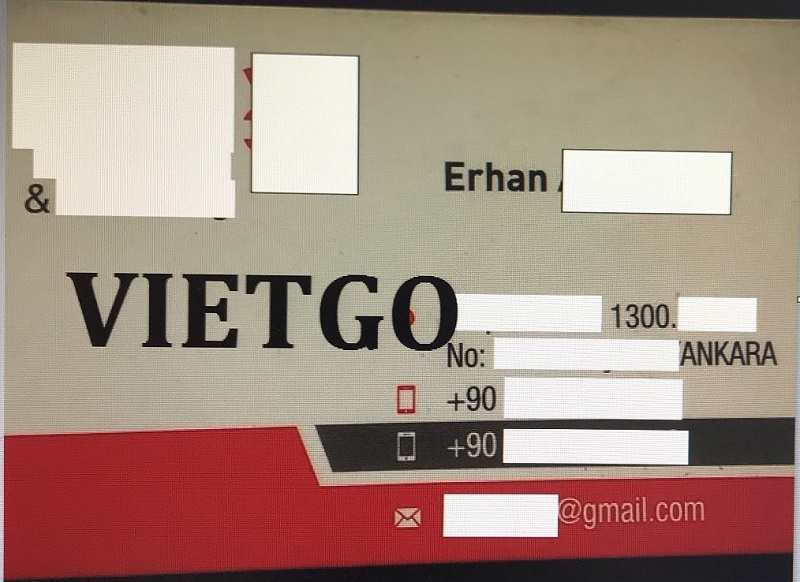 &
Erhan
VIETGO
1300.
No: /ANKARA
+90
+90
@gmail.com